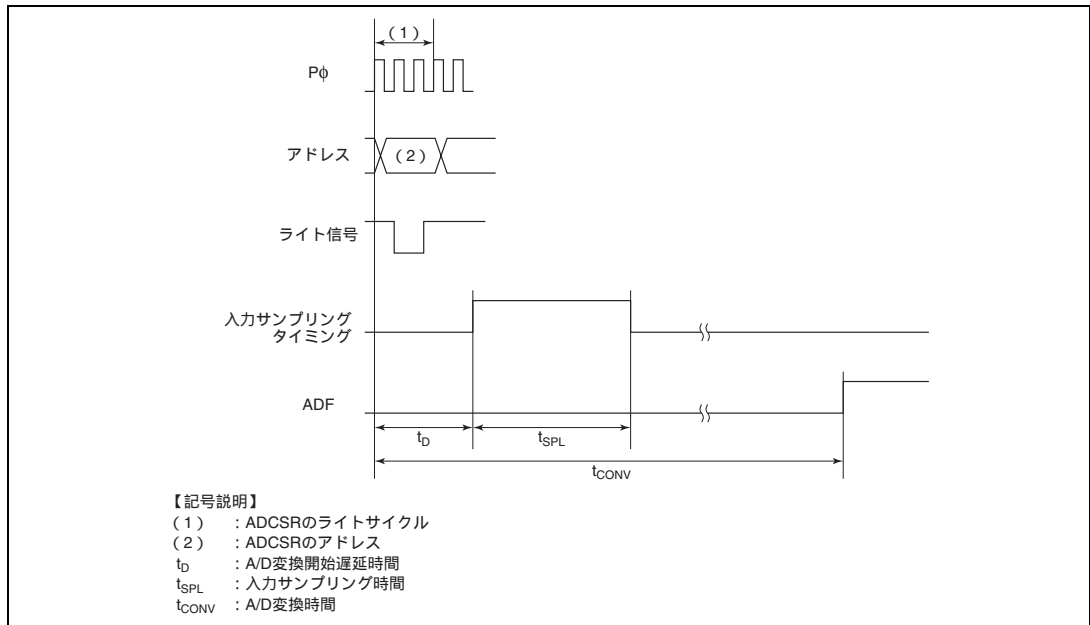 （1）
Pφ
アドレス
（2）
ライト信号
入力サンプリング
タイミング
ADF
tD
tSPL
tCONV
【記号説明】
（1）：ADCSRのライトサイクル
（2）：ADCSRのアドレス
tD：A/D変換開始遅延時間
tSPL：入力サンプリング時間
tCONV：A/D変換時間